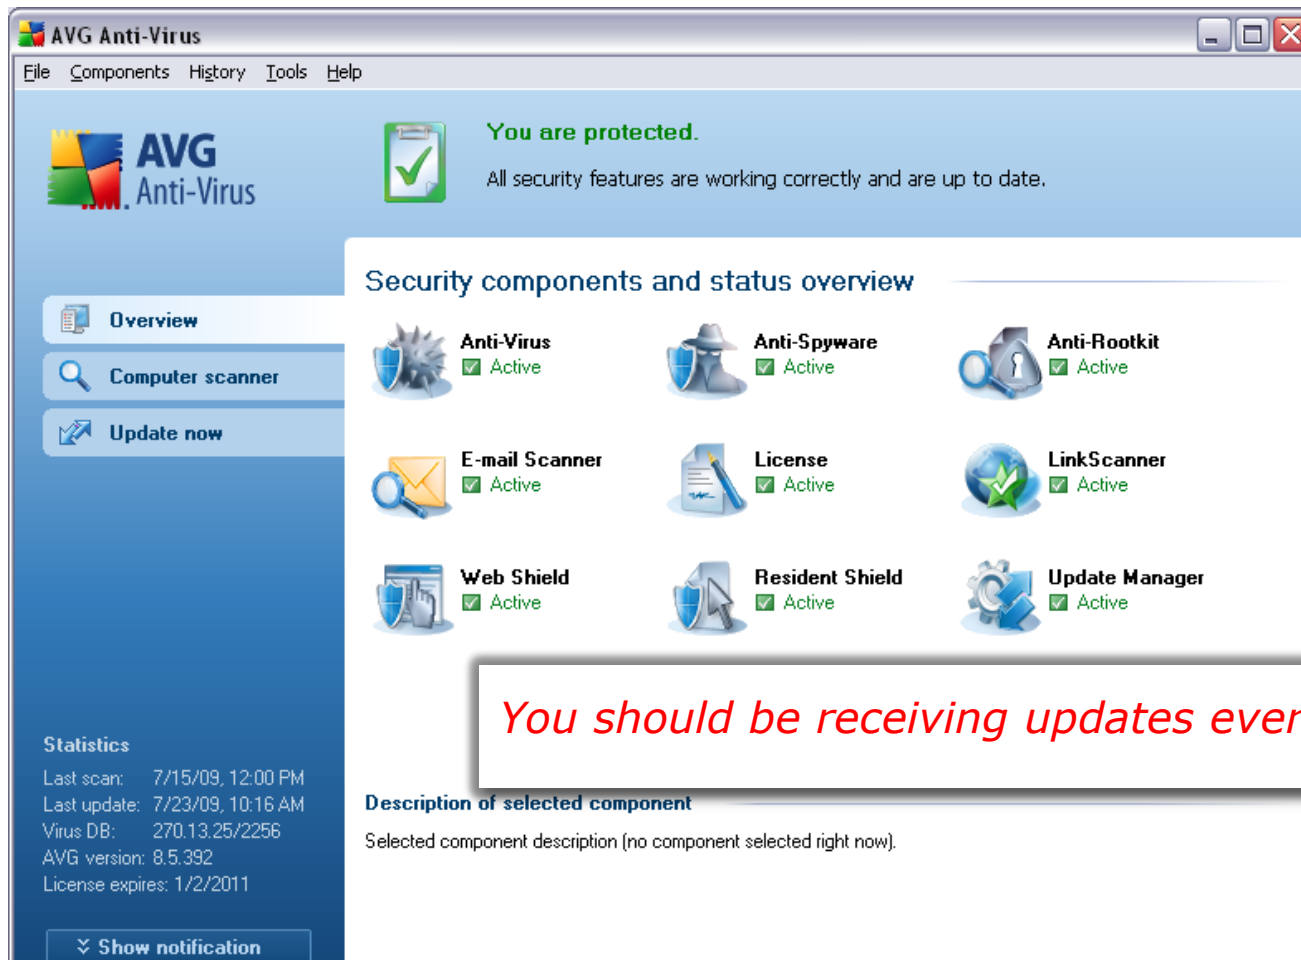 AVG Anti-Virus
File Components History Tools Help
AVG
Anti-Virus
You are protected.
All security features are working correctly and are up to date.
Security components and status overview
Overview
Computer scanner
Update now
Anti-Virus
Active
Anti-Spyware
Active
Anti-Rootkit
Active
E-mail Scanner
Active
License
Active
LinkScanner
Active
Web Shield
Active
Resident Shield
Active
Update Manager
Active
You should be receiving updates ever
Statistics
Last scan: 7/15/09, 12:00 PM
Last update: 7/23/09, 10:16 AM
Virus DB: 270.13.25/2256
AVG version: 8.5.392
License expires: 1/2/2011
Description of selected component
Selected component description (no component selected right now).
Show notification